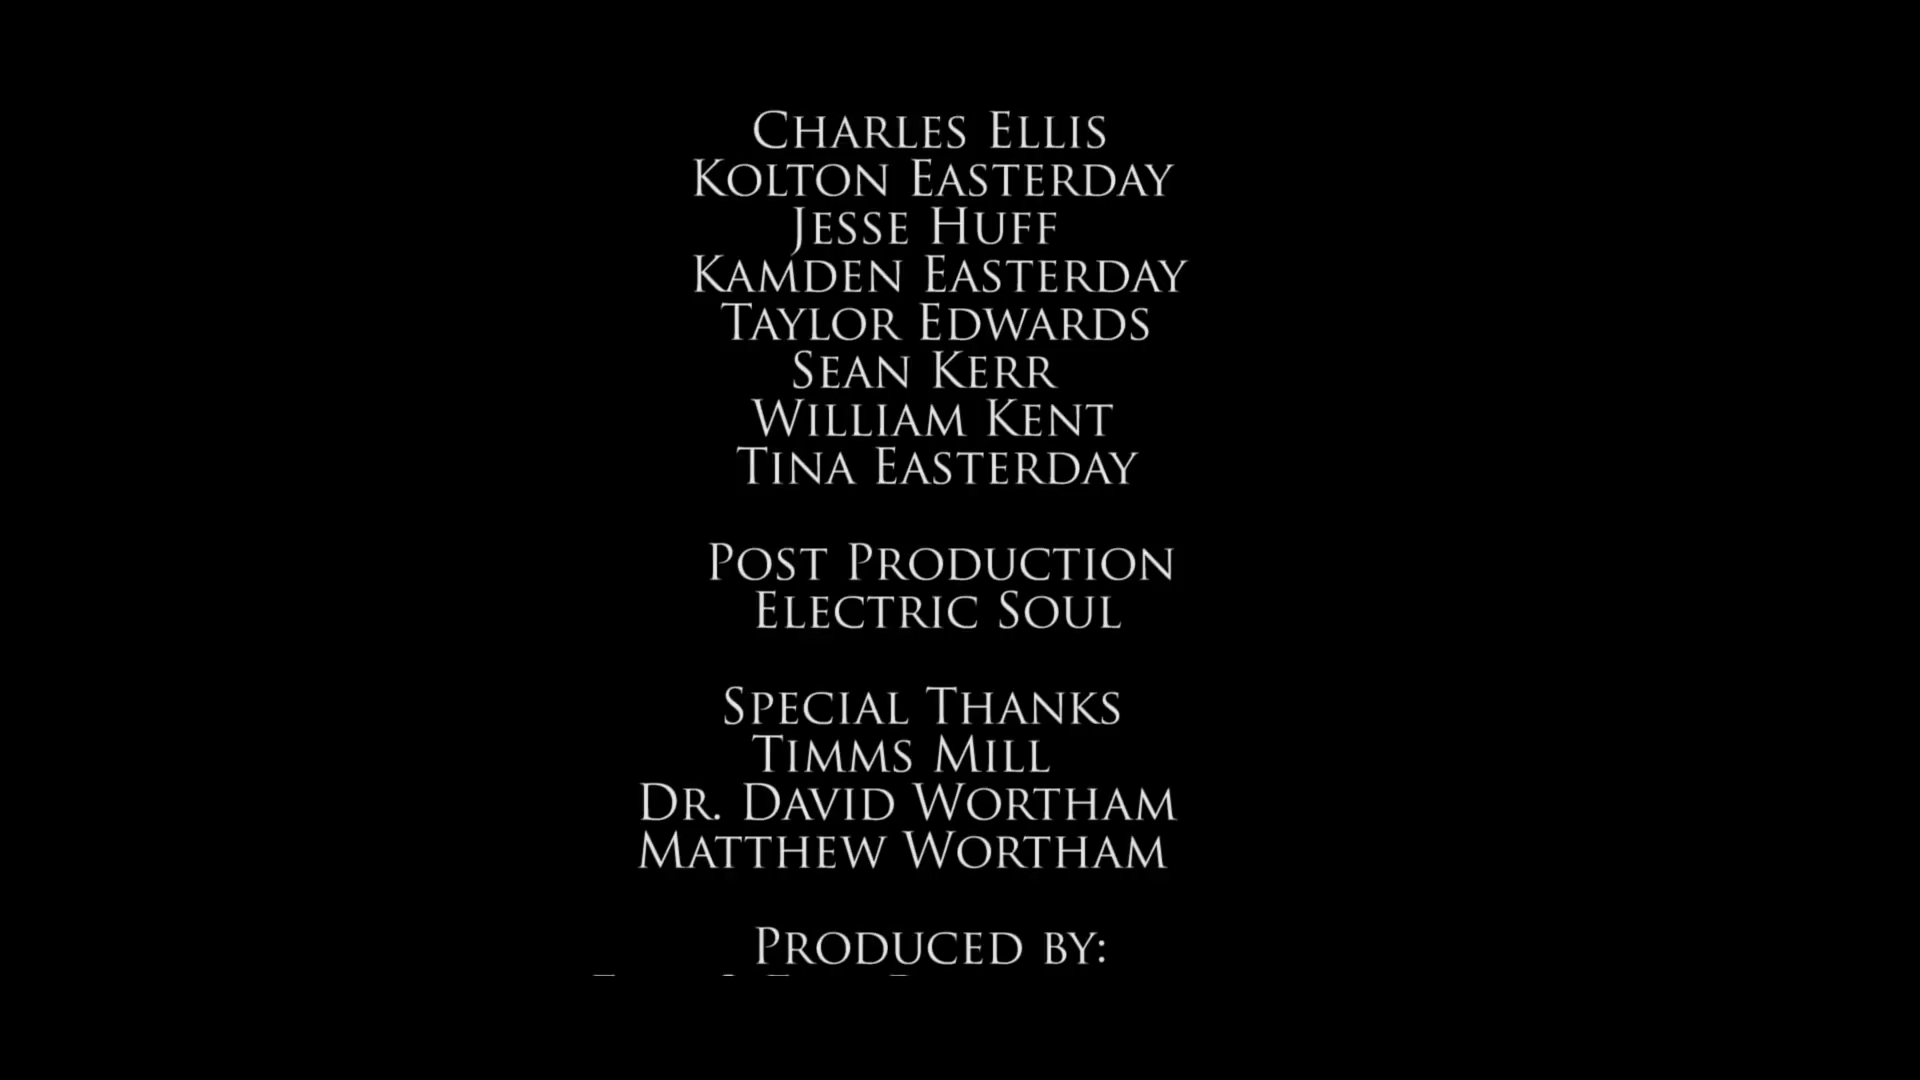 Charles Ellis
Kolton Easterday
Jesse Huff
Kamden Easterday
Taylor Edwards
Sean Kerr
William Kent
Tina Easterday
Post Production
Electric Soul
Special Thanks
Timms Mill
Dr. David Wortham
Matthew Wortham
Produced by: